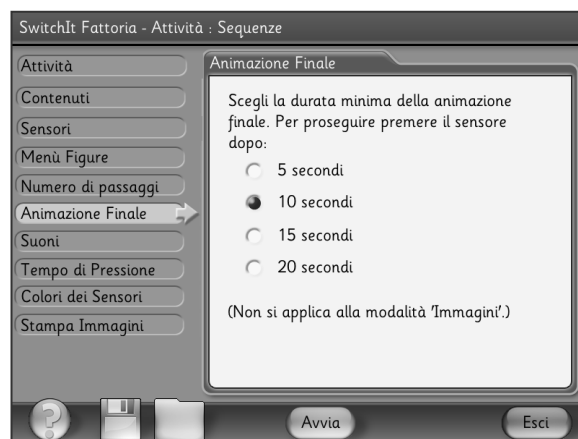 SwitchIt Fattoria - Attività : Sequenze
Attività
Contenuti
Sensori
Menù Figure
Numero di passaggi
Animazione Finale
Suoni
Tempo di Pressione
Colori dei Sensori
Stampa Immagini
Animazione Finale
Scegli la durata minima della animazione
finale. Per proseguire premere il sensore
dopo:
5 secondi
10 secondi
15 secondi
20 secondi
(Non si applica alla modalità 'Immagini'.)
?
Avvia
Esci